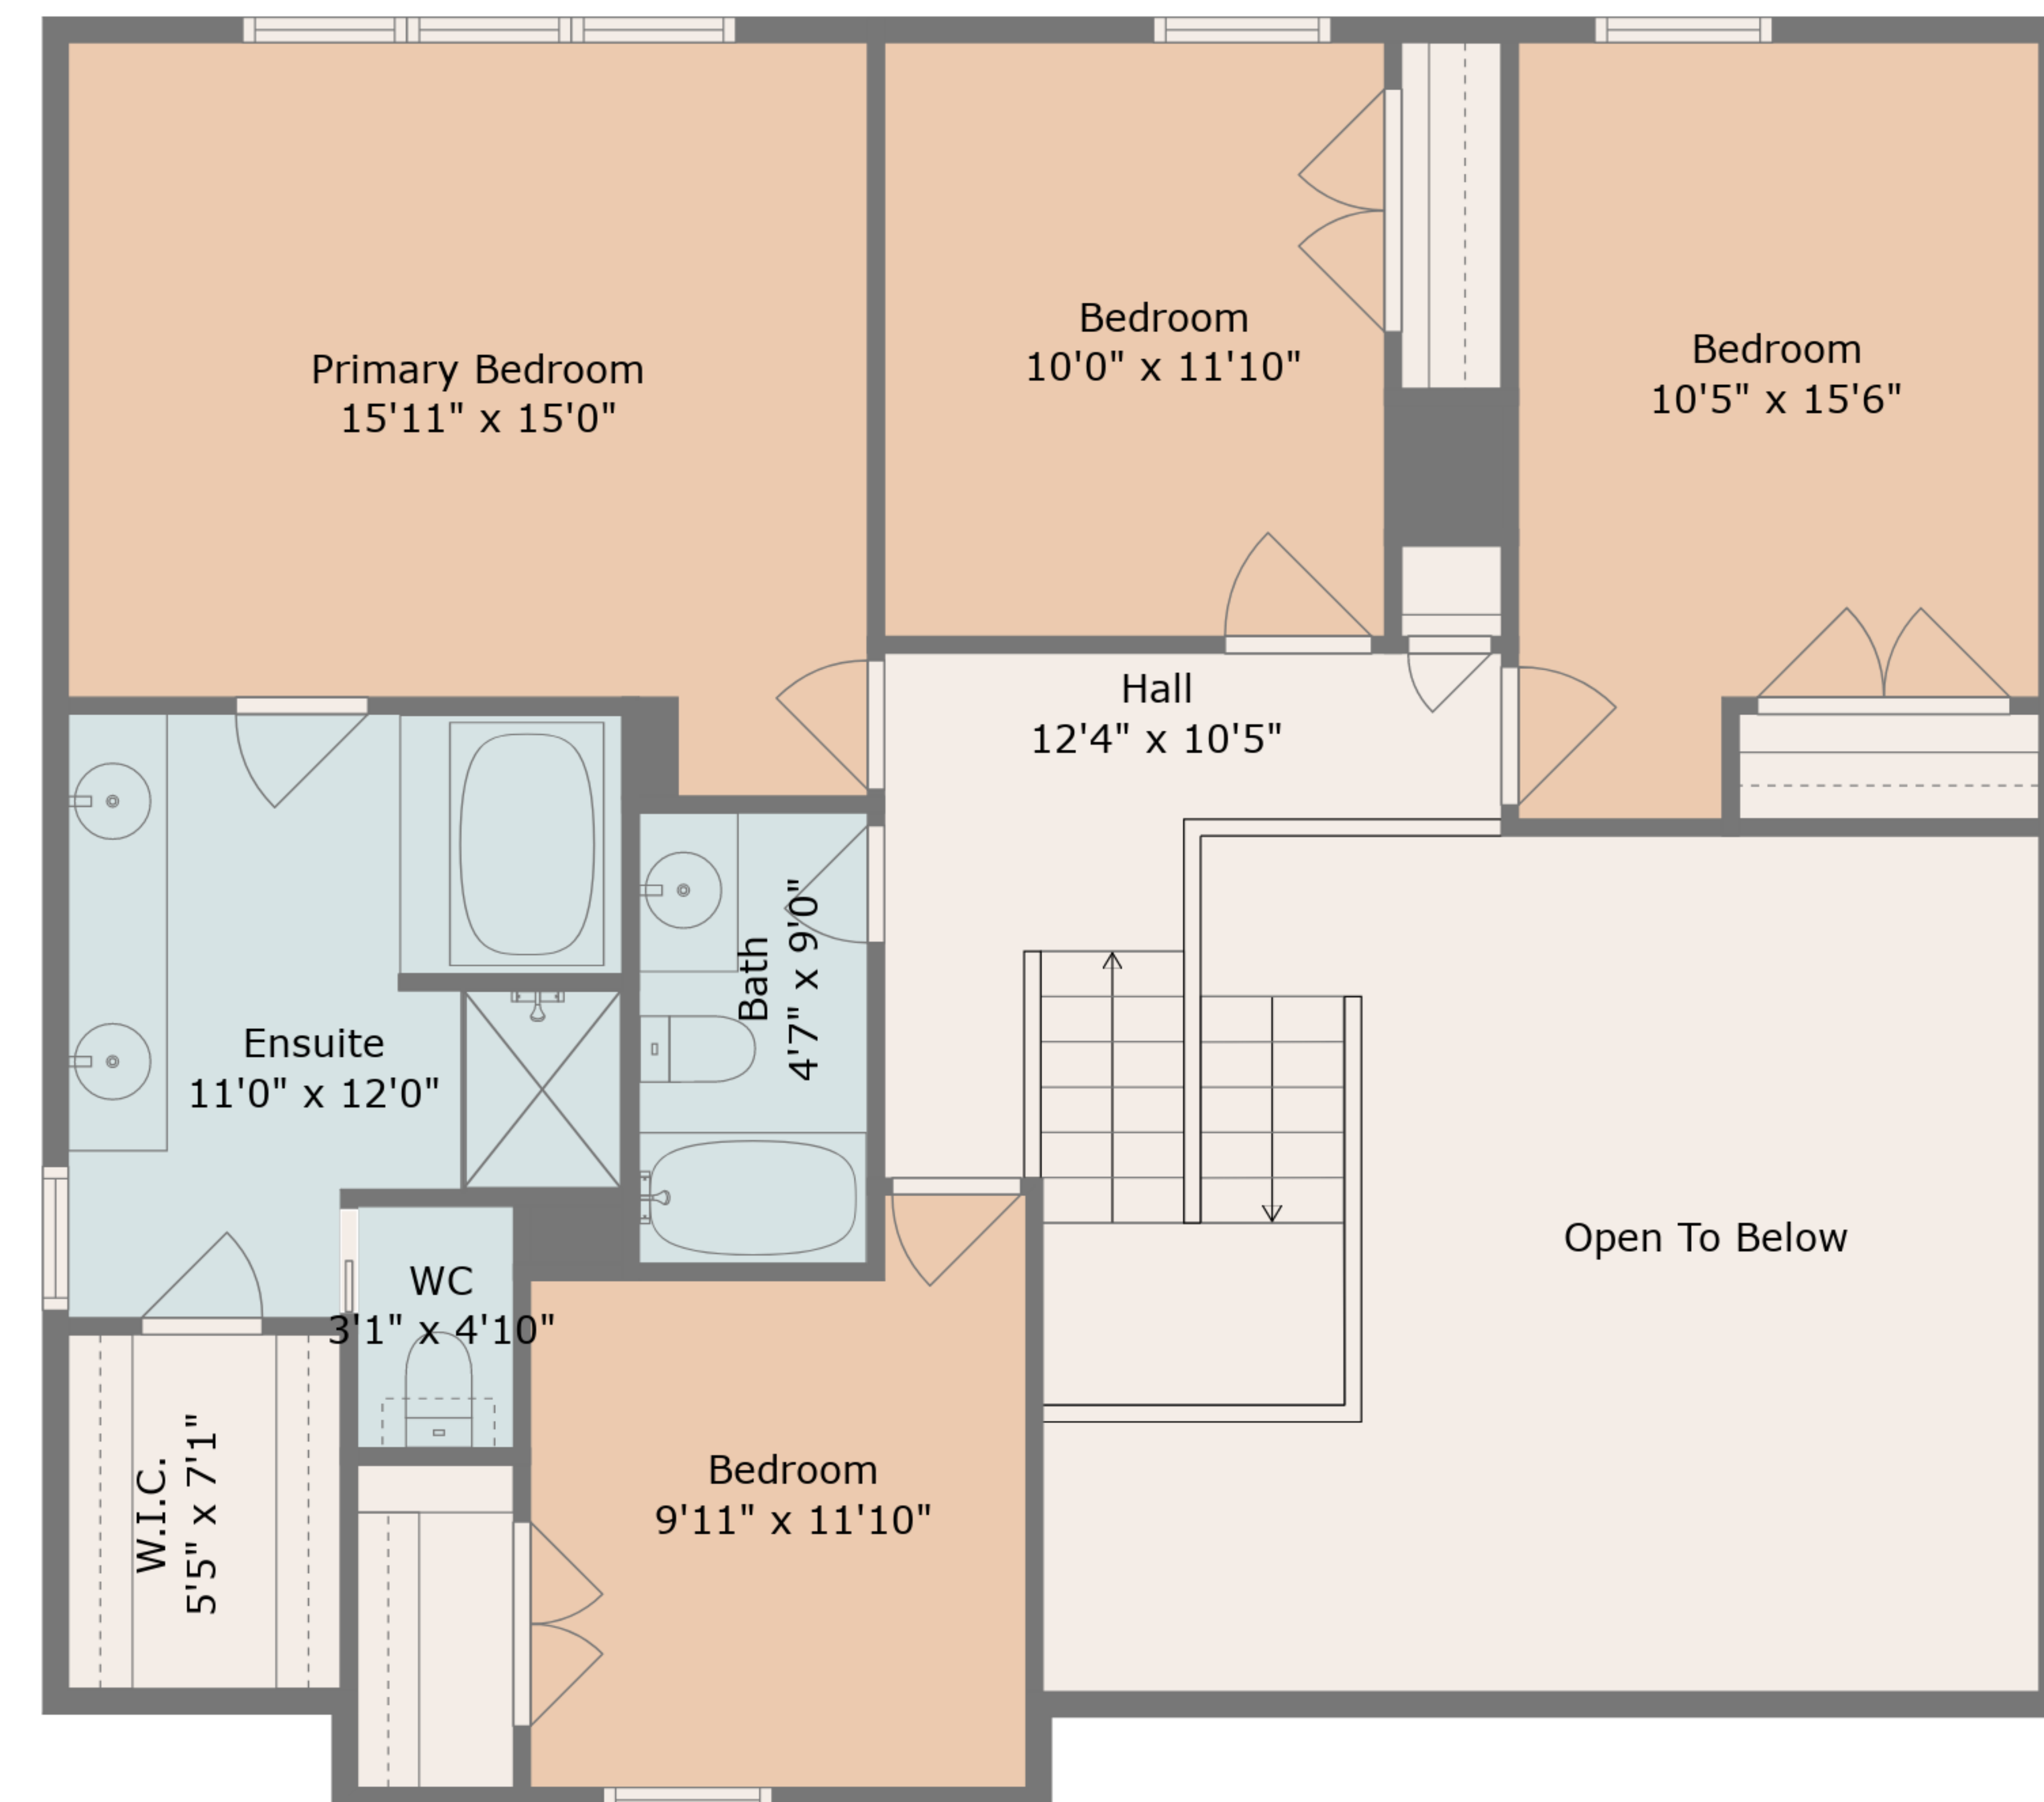 Primary Bedroom
15'11" x 15'0"
Bedroom
10'0" x 11'10"
Bedroom
10'5" x 15'6"
Hall
12'4" x 10'5"
Ensuite
11'0" x 12'0"
Bath
4'7" x 9'0"
Open To Below
WC
3'1" x 4'10"
W.I.C.
5'5" x 7'1"
Bedroom
9'11" x 11'10"